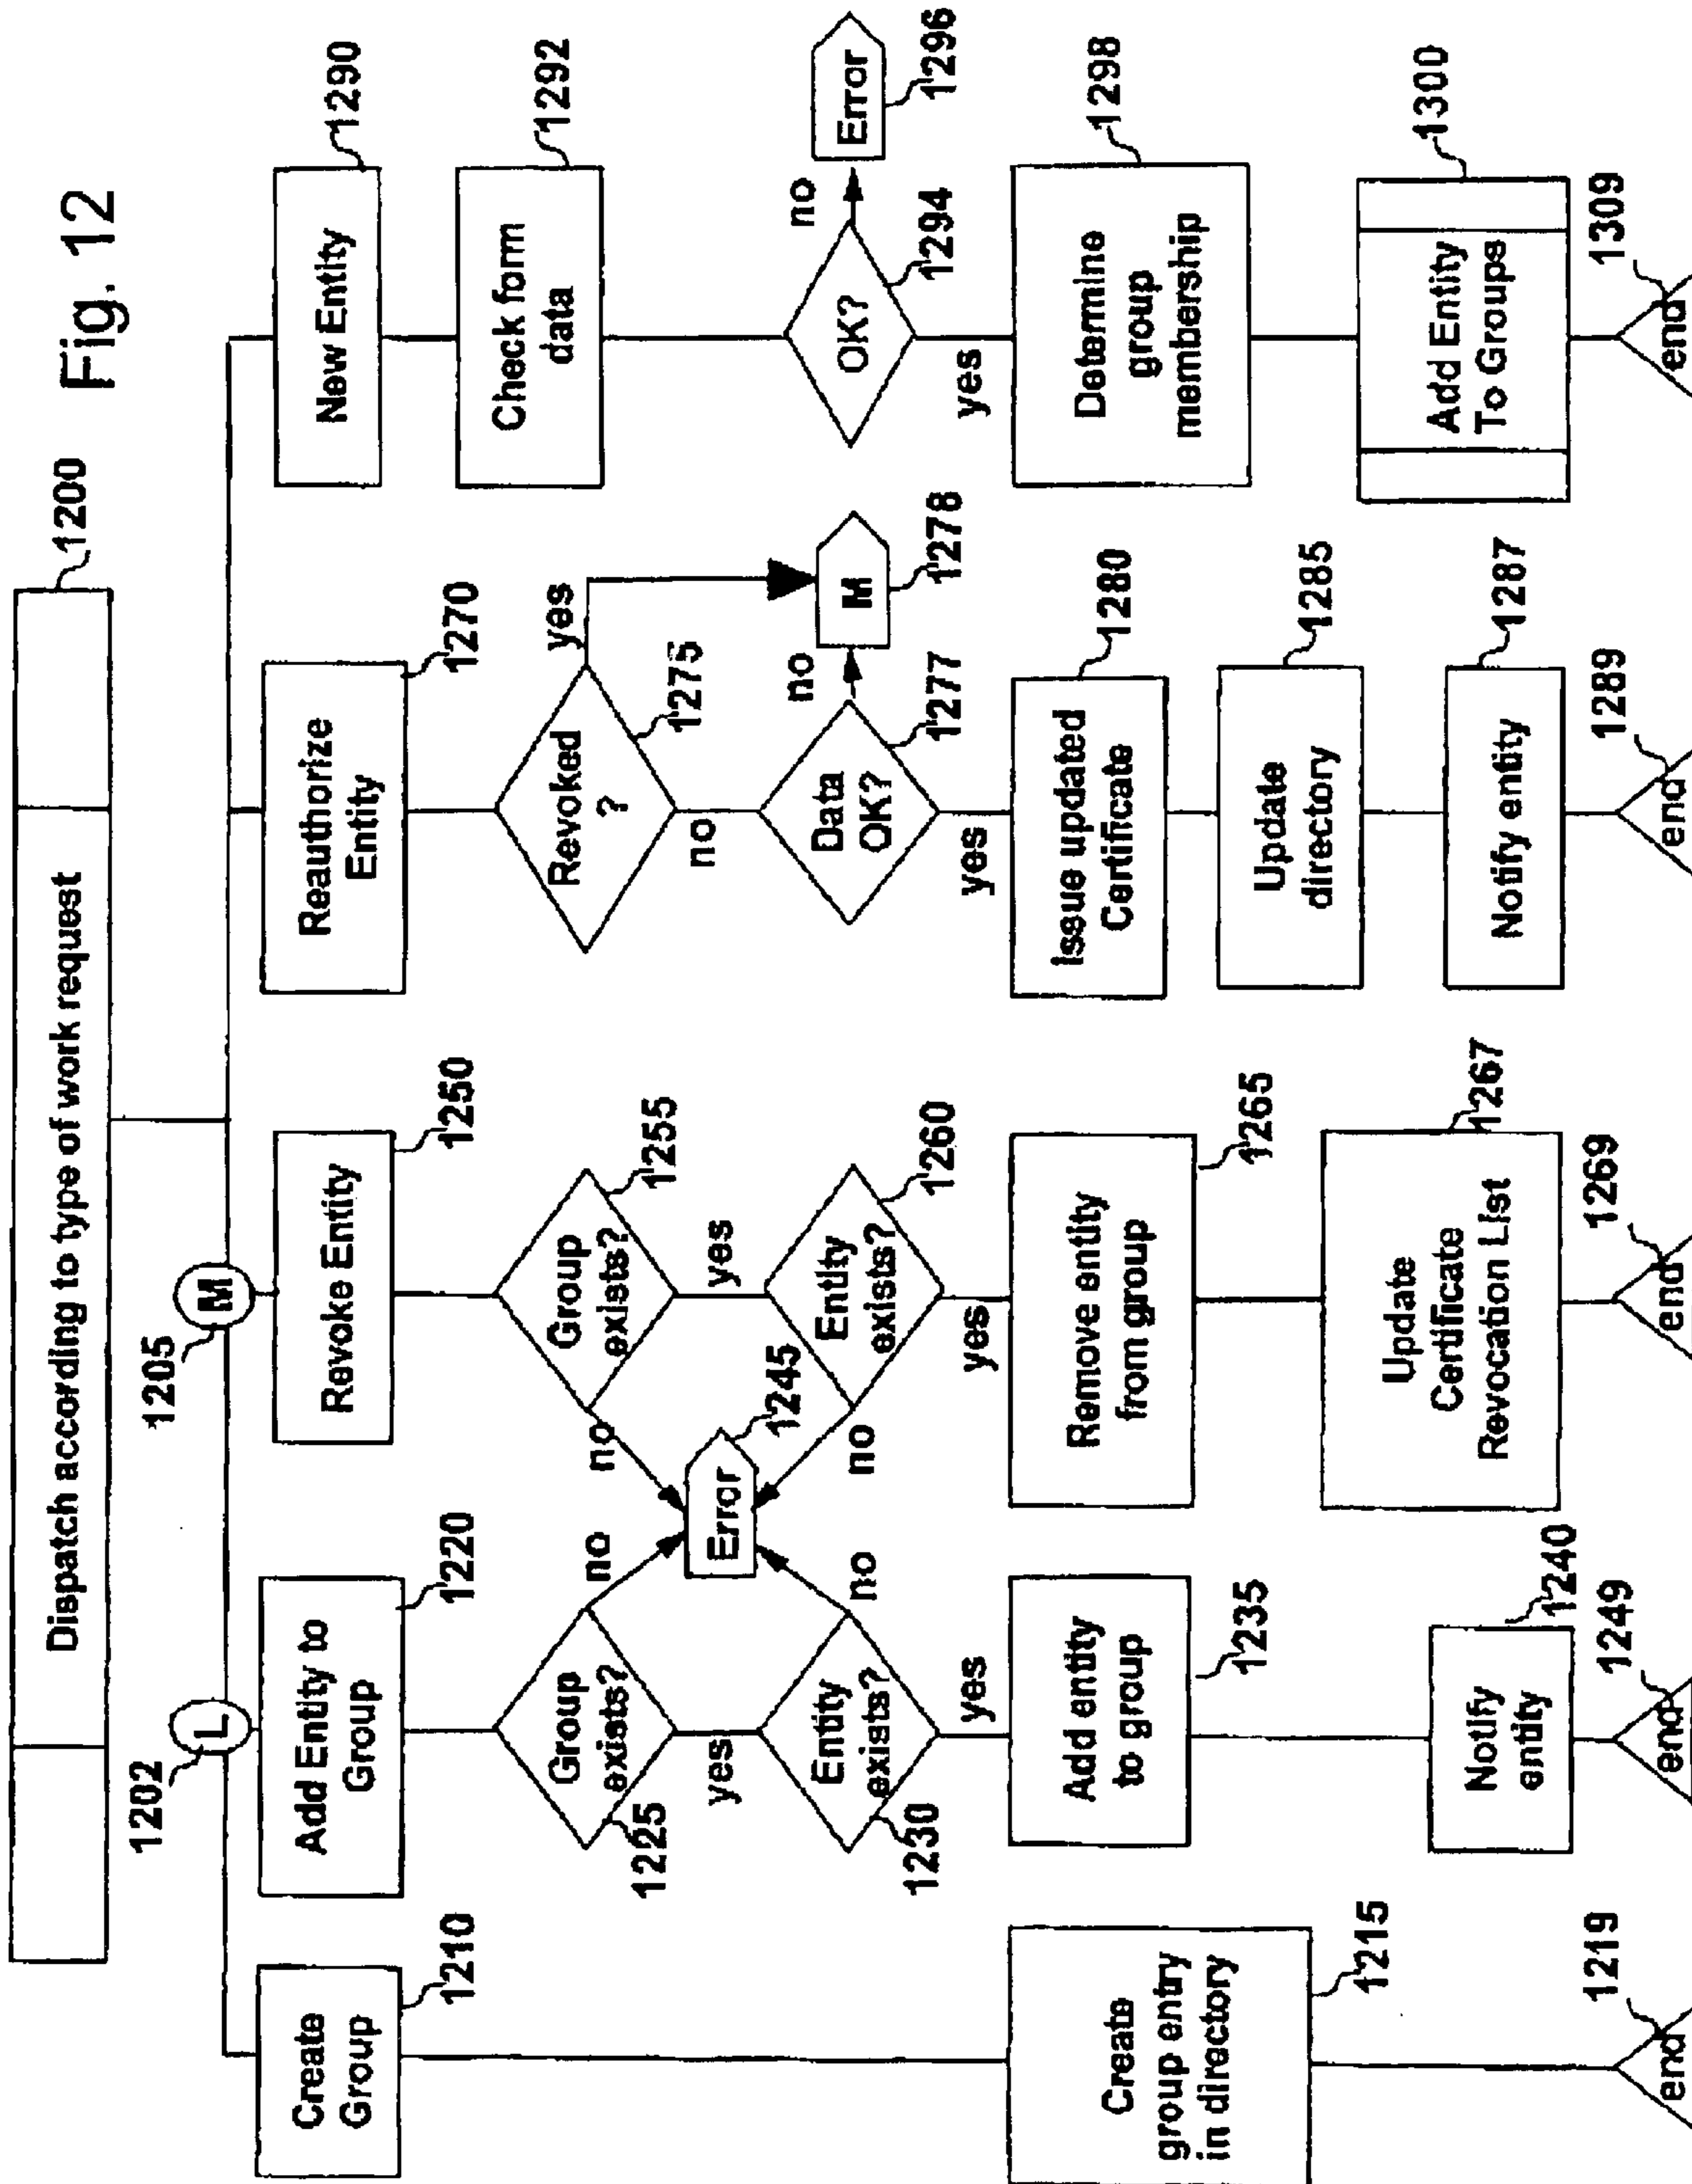 Fig. 12
Dispatch according to type of work request
1200
1202
L
1205
M
Create
Group
1210
Create
group entry
in directory
1215
1219
end
Add Entity to
Group
1220
Group
exists?
1225
no
yes
Entity
exists?
1230
no
yes
Error
1245
Add entity
to group
1235
Notify
entity
1240
1249
end
Revoke Entity
1250
Group
exists?
1255
no
yes
Entity
exists?
1260
no
yes
Remove entity
from group
1265
Update
Certificate
Revocation List
1267
1269
end
Reauthorize
Entity
1270
Revoked
?
1275
yes
no
Data
OK?
1277
no
M
1278
yes
Issue updated
Certificate
1280
Update
directory
1285
Notify entity
1287
1289
end
New Entity
1290
Check form
data
1292
OK?
1294
no
Error
1296
yes
Determine
group
membership
1298
Add Entity
To Groups
1300
1309
end